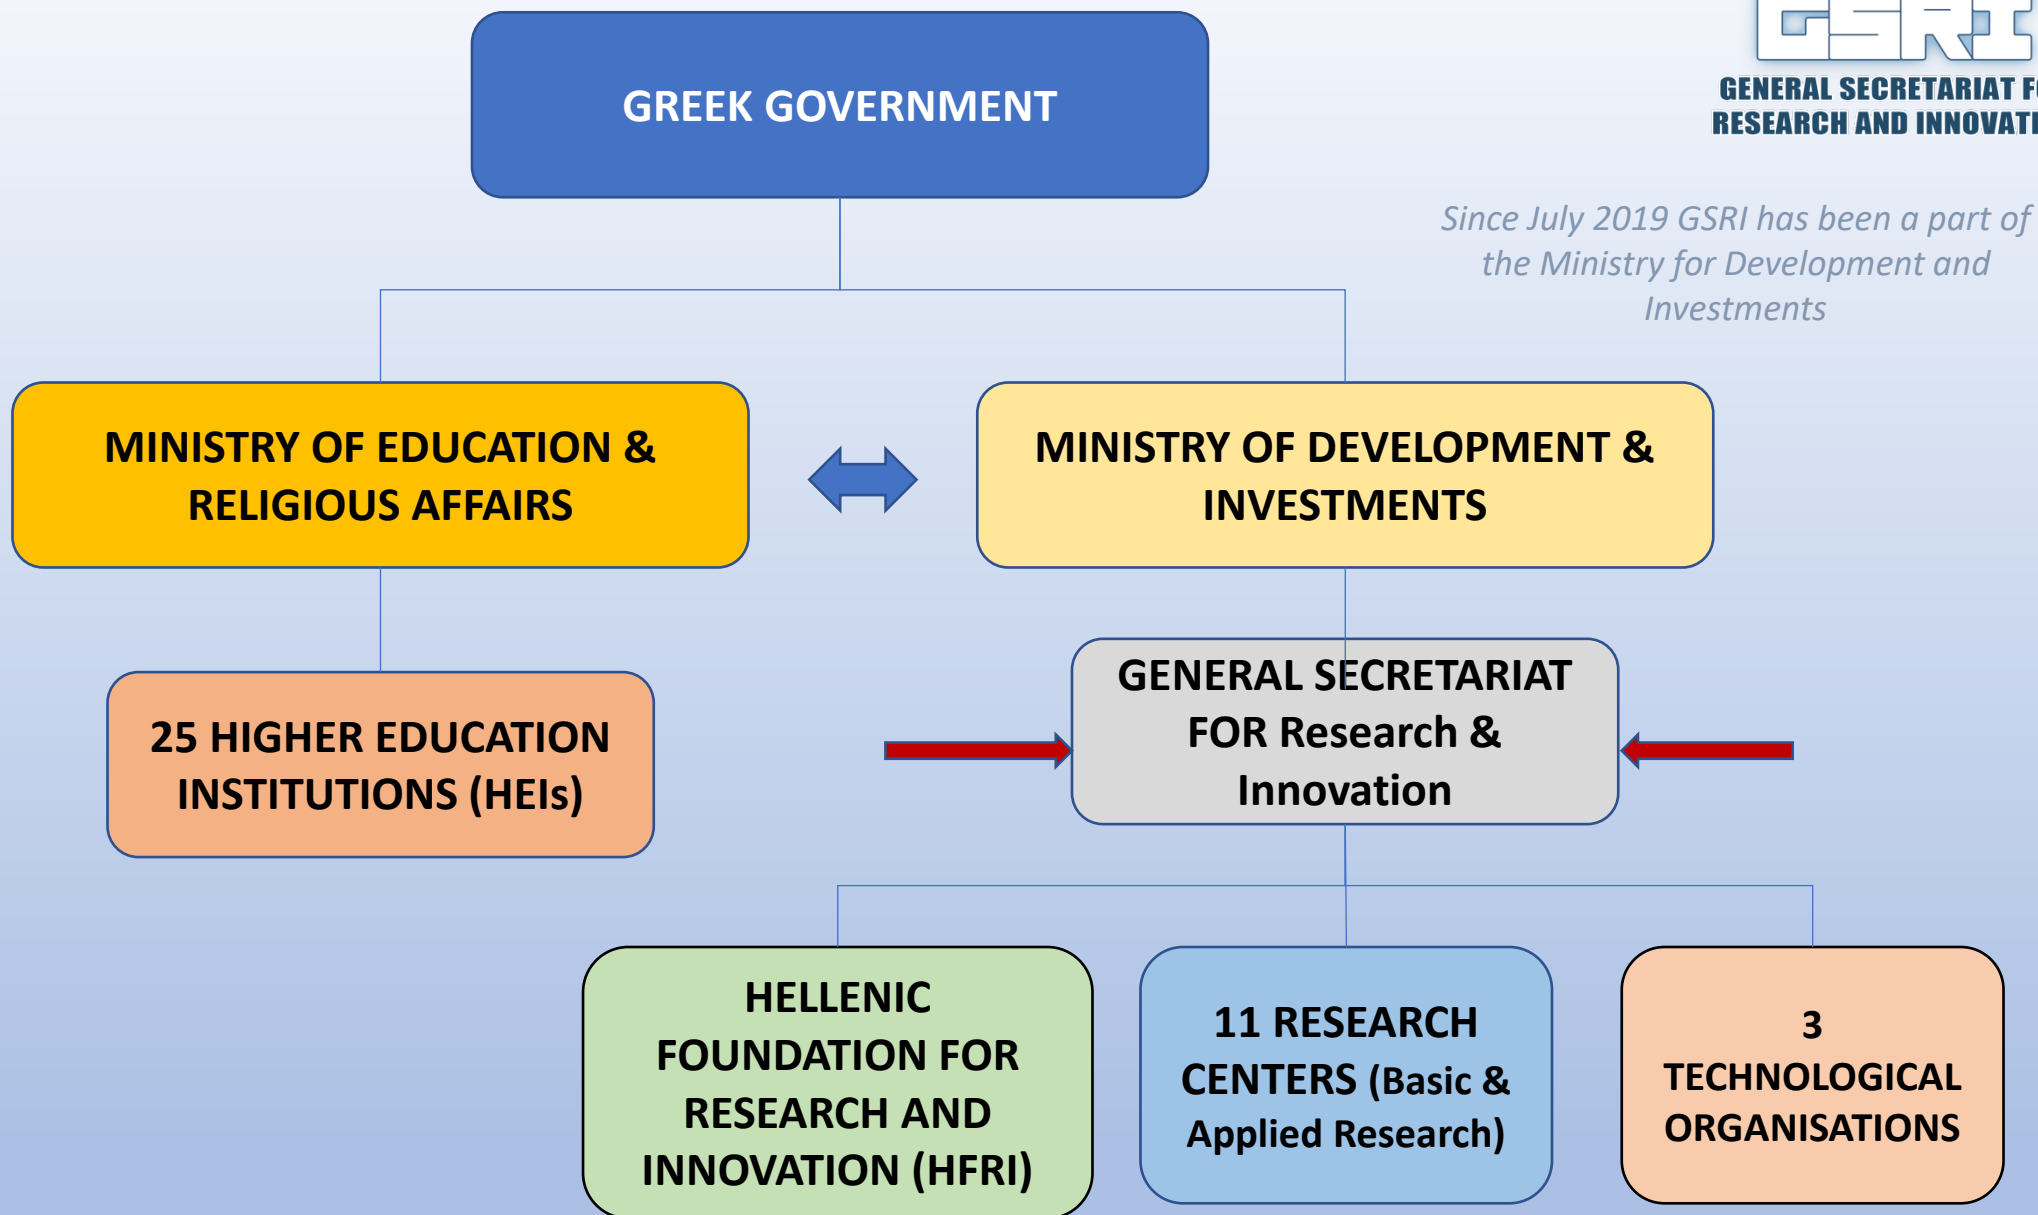 GREEK GOVERNMENT
GSRI
GENERAL SECRETARIAT
RESEARCH AND
Since July 2019 GSRI has been a part of
the Ministry for Development and
Investments
MINISTRY OF EDUCATION &
RELIGIOUS AFFAIRS
MINISTRY OF DEVELOPMENT &
INVESTMENTS
25 HIGHER EDUCATION
INSTITUTIONS (HEIs)
GENERAL SECRETARIAT
FOR Research &
Innovation
HELLENIC
FOUNDATION FOR
RESEARCH AND
INNOVATION (HFRI)
11 RESEARCH
CENTERS (Basic &
Applied Research)
3
TECHNOLOGICAL
ORGANISATIONS